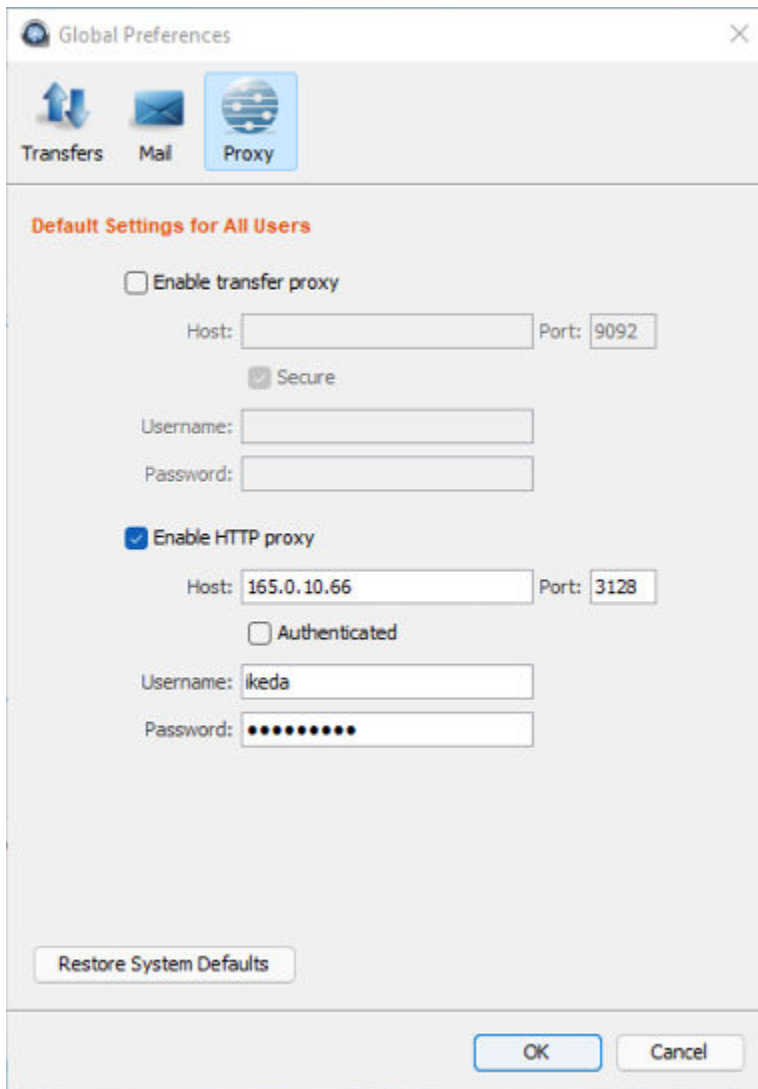 Global Preferences
Transfers Mail Proxy
Default Settings for All Users
Enable transfer proxy
Host: Port: 9092
Secure
Username:
Password:
Enable HTTP proxy
Host: 165.0.10.66 Port: 3128
Authenticated
Username: ikeda
Password: •••••••••
Restore System Defaults
OK Cancel